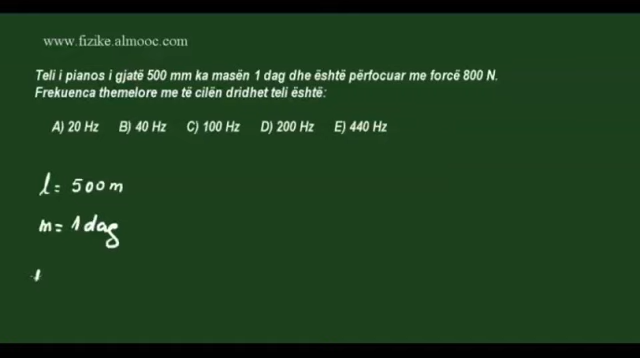 www.fizike.almooc.com
Teli i pianos i gjatë 500 mm ka masën 1 dag dhe është përfocuar me forcë 800 N.
Frekuenca themelore me të cilën dridhet teli është:
A) 20 Hz B) 40 Hz C) 100 Hz D) 200 Hz E) 440 Hz
l = 500m
m = 1 dag